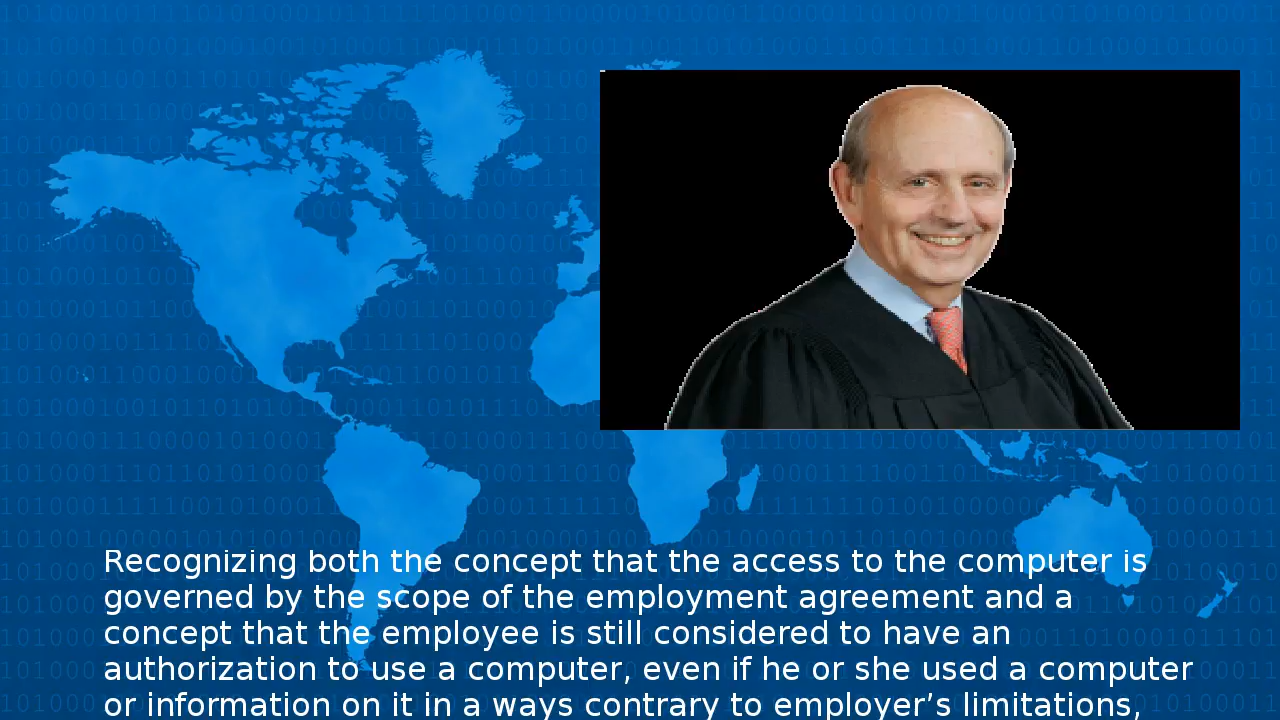 Recognizing both the concept that the access to the computer is
governed by the scope of the employment agreement and a
concept that the employee is still considered to have an
authorization to use a computer, even if he or she used a computer
or information on it in a ways contrary to employer’s limitations,